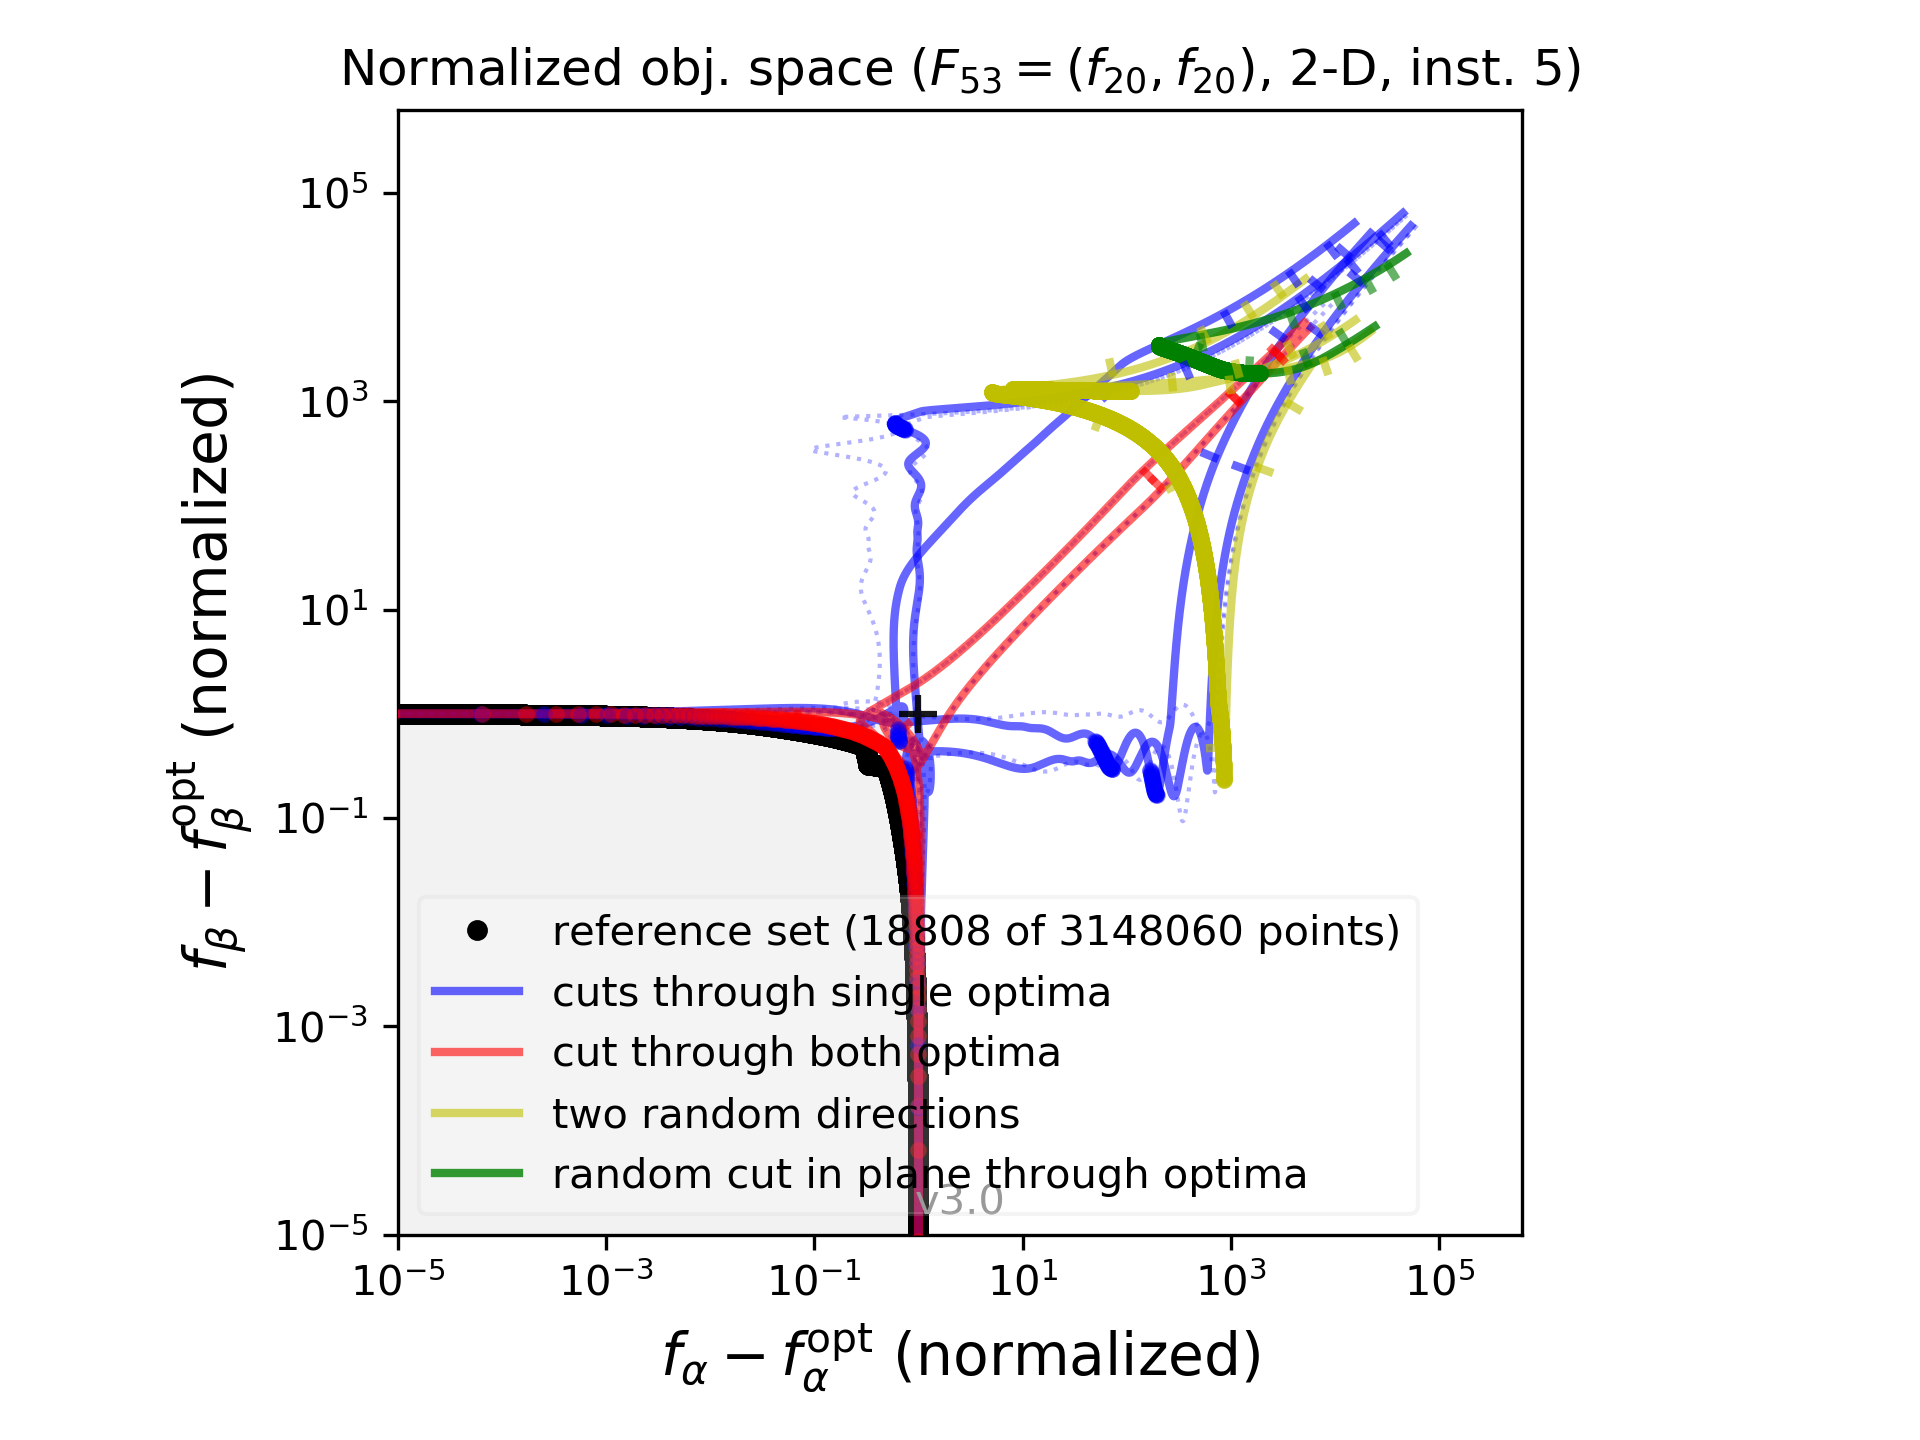 Normalized obj. space (F₅₃ = (f₂₀, f₂₀), 2-D, inst. 5)
10⁵
10³
10¹
10⁻¹
10⁻³
10⁻⁵
f_β − f_β^opt (normalized)
reference set (18808 of 3148060 points)
cuts through single optima
cut through both optima
two random directions
random cut in plane through optima
v3.0
10⁻⁵ 10⁻³ 10⁻¹ 10¹ 10³ 10⁵
f_α − f_α^opt (normalized)